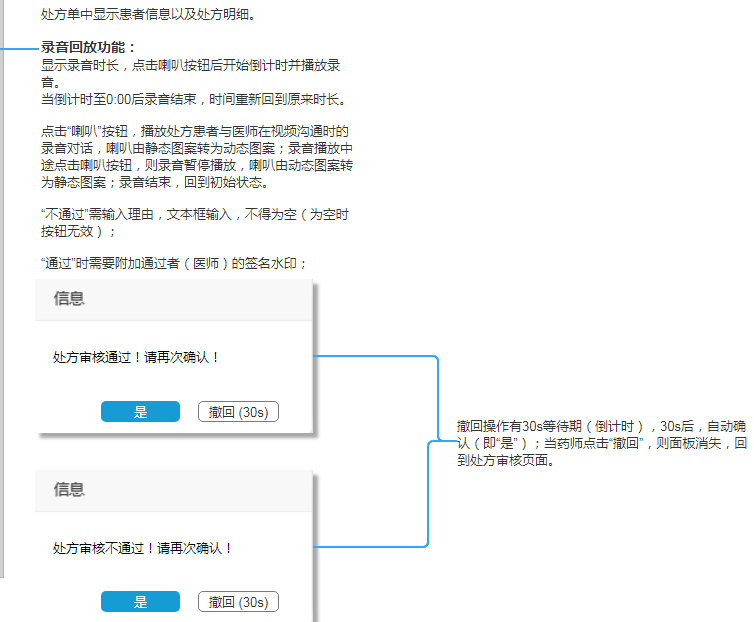 处方单中显示患者信息以及处方明细。
录音回放功能：
显示录音时长，点击喇叭按钮后开始倒计时并播放录
音。
当倒计时至0:00后录音结束，时间重新回到原来时长。
点击“喇叭”按钮，播放处方患者与医师在视频沟通时的
录音对话，喇叭由静态图案转为动态图案；录音播放中
途点击喇叭按钮，则录音暂停播放，喇叭由动态图案转
为静态图案；录音结束，回到初始状态。
“不通过”需输入理由，文本框输入，不得为空（为空时
按钮无效）；
“通过”时需要附加通过者（医师）的签名水印；
信息
处方审核通过！请再次确认！
是 撤回 (30s)
撤回操作有30s等待期（倒计时），30s后，自动确
认（即“是”）；当药师点击“撤回”，则面板消失，回
到处方审核页面。
信息
处方审核不通过！请再次确认！
是 撤回 (30s)